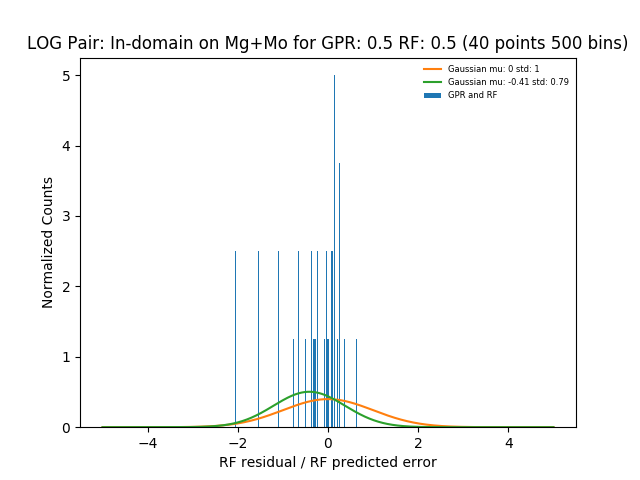 LOG Pair: In-domain on Mg+Mo for GPR: 0.5 RF: 0.5 (40 points 500 bins)
Gaussian mu: 0 std: 1
Gaussian mu: -0.41 std: 0.79
GPR and RF
Normalized Counts
5
4
3
2
1
0
−4
−2
0
2
4
RF residual / RF predicted error